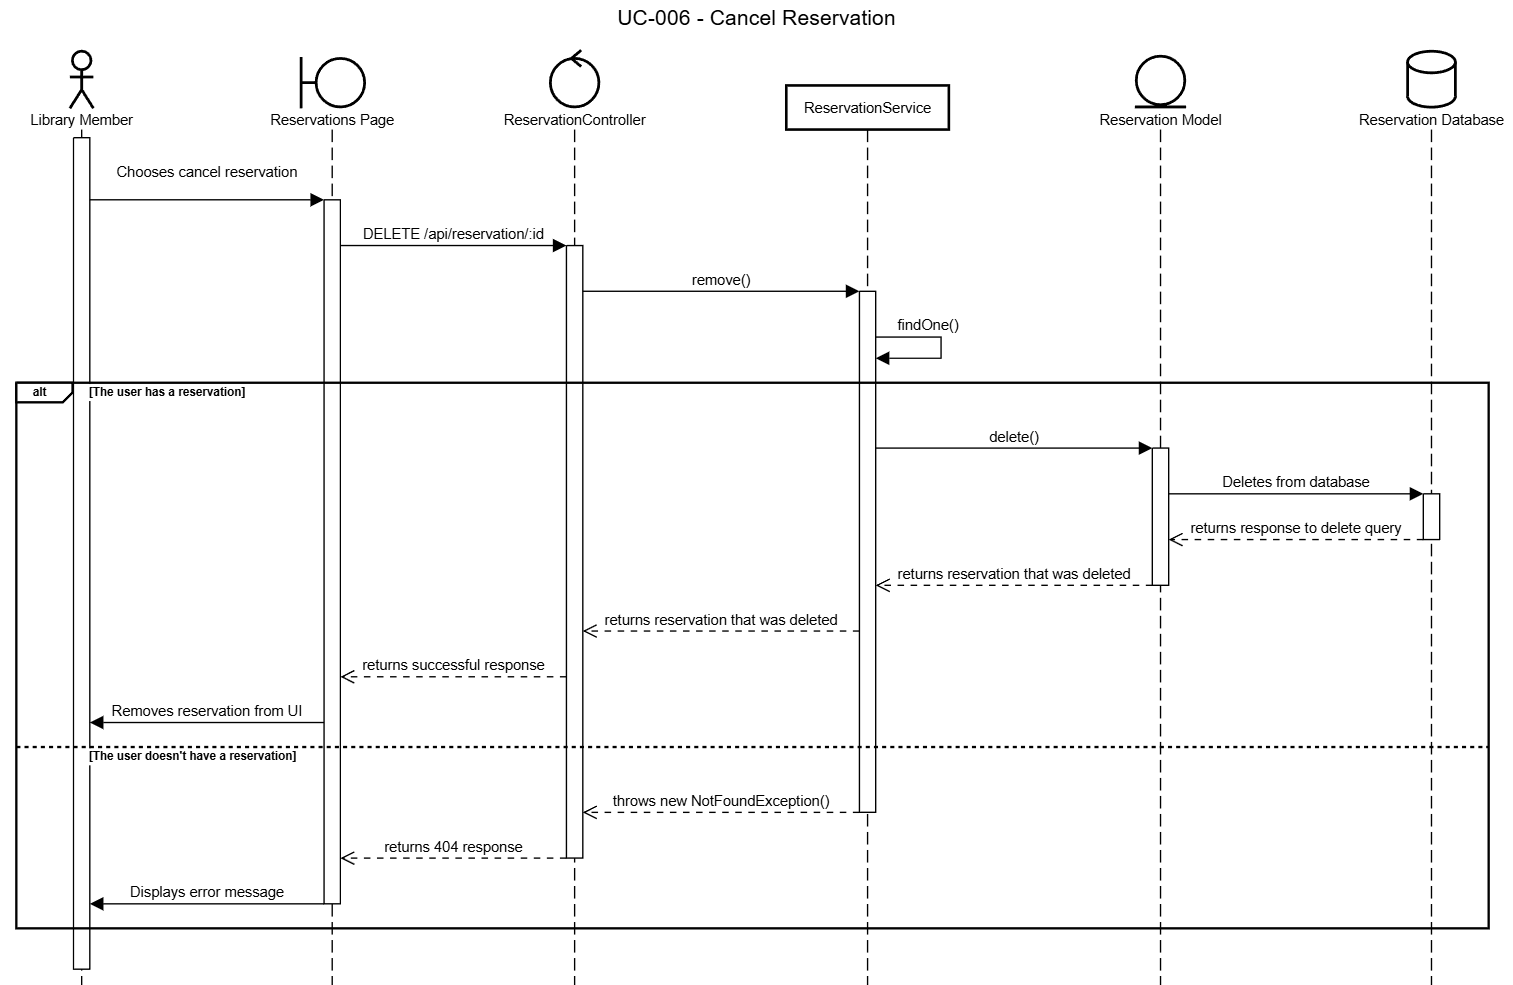 UC-006 - Cancel Reservation
Library Member
Reservations Page
ReservationController
ReservationService
Reservation Model
Reservation Database
Chooses cancel reservation
DELETE /api/reservation/:id
remove()
findOne()
alt
[The user has a reservation]
delete()
Deletes from database
returns response to delete query
returns reservation that was deleted
returns reservation that was deleted
returns successful response
Removes reservation from UI
[The user doesn't have a reservation]
throws new NotFoundException()
returns 404 response
Displays error message